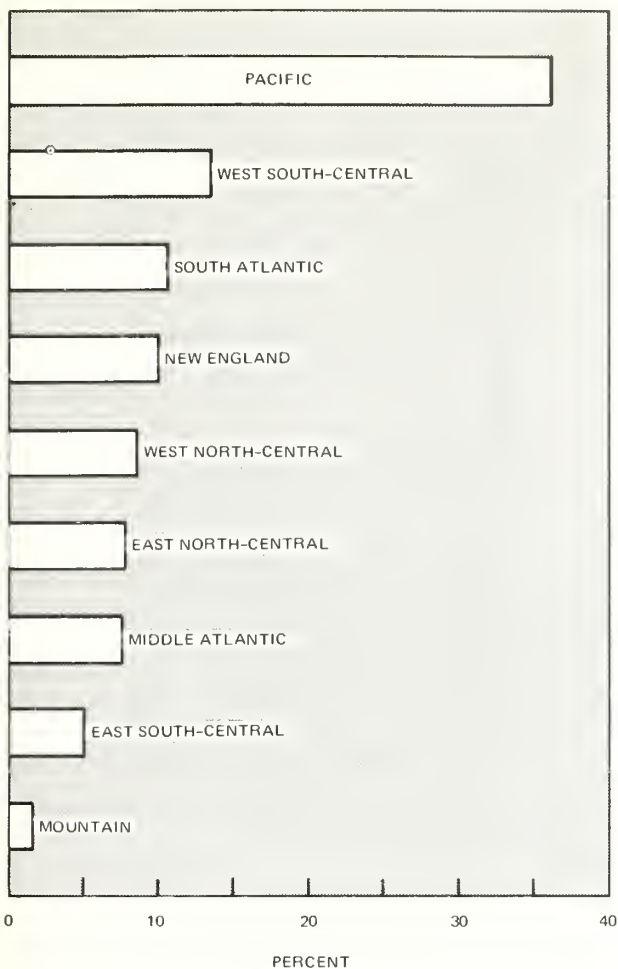 PACIFIC
WEST SOUTH-CENTRAL
SOUTH ATLANTIC
NEW ENGLAND
WEST NORTH-CENTRAL
EAST NORTH-CENTRAL
MIDDLE ATLANTIC
EAST SOUTH-CENTRAL
MOUNTAIN
0 10 20 30 40
PERCENT